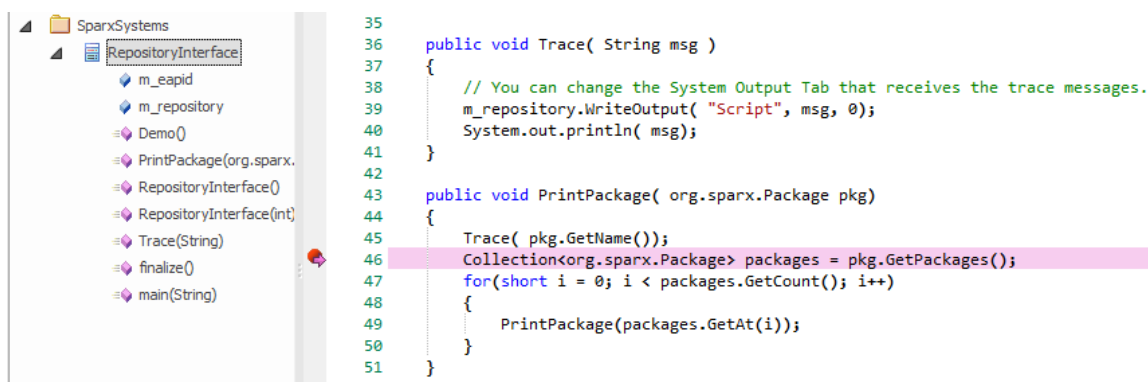 SparxSystems
RepositoryInterface
m_eapid
m_repository
Demo()
PrintPackage(org.sparx.
RepositoryInterface()
RepositoryInterface(int)
Trace(String)
finalize()
main(String)
35
36 public void Trace( String msg )
37 {
38 // You can change the System Output Tab that receives the trace messages.
39 m_repository.WriteOutput( "Script", msg, 0);
40 System.out.println( msg);
41 }
42
43 public void PrintPackage( org.sparx.Package pkg)
44 {
45 Trace( pkg.GetName());
46 Collection<org.sparx.Package> packages = pkg.GetPackages();
47 for(short i = 0; i < packages.GetCount(); i++)
48 {
49 PrintPackage(packages.GetAt(i));
50 }
51 }